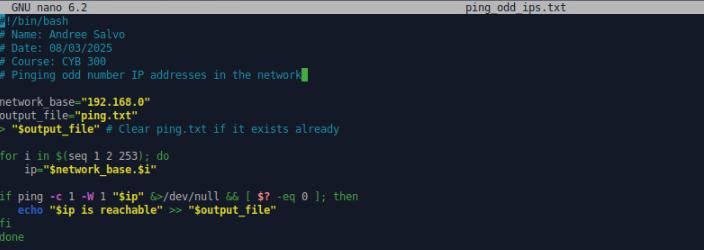 GNU nano 6.2 ping_odd_ips.txt
#!/bin/bash
# Name: Andree Salvo
# Date: 08/03/2025
# Course: CYB 300
# Pinging odd number IP addresses in the network

network_base="192.168.0"
output_file="ping.txt"
> "$output_file" # Clear ping.txt if it exists already

for i in $(seq 1 2 253); do
    ip="$network_base.$i"

if ping -c 1 -W 1 "$ip" &>/dev/null && [ $? -eq 0 ]; then
   echo "$ip is reachable" >> "$output_file"
fi
done